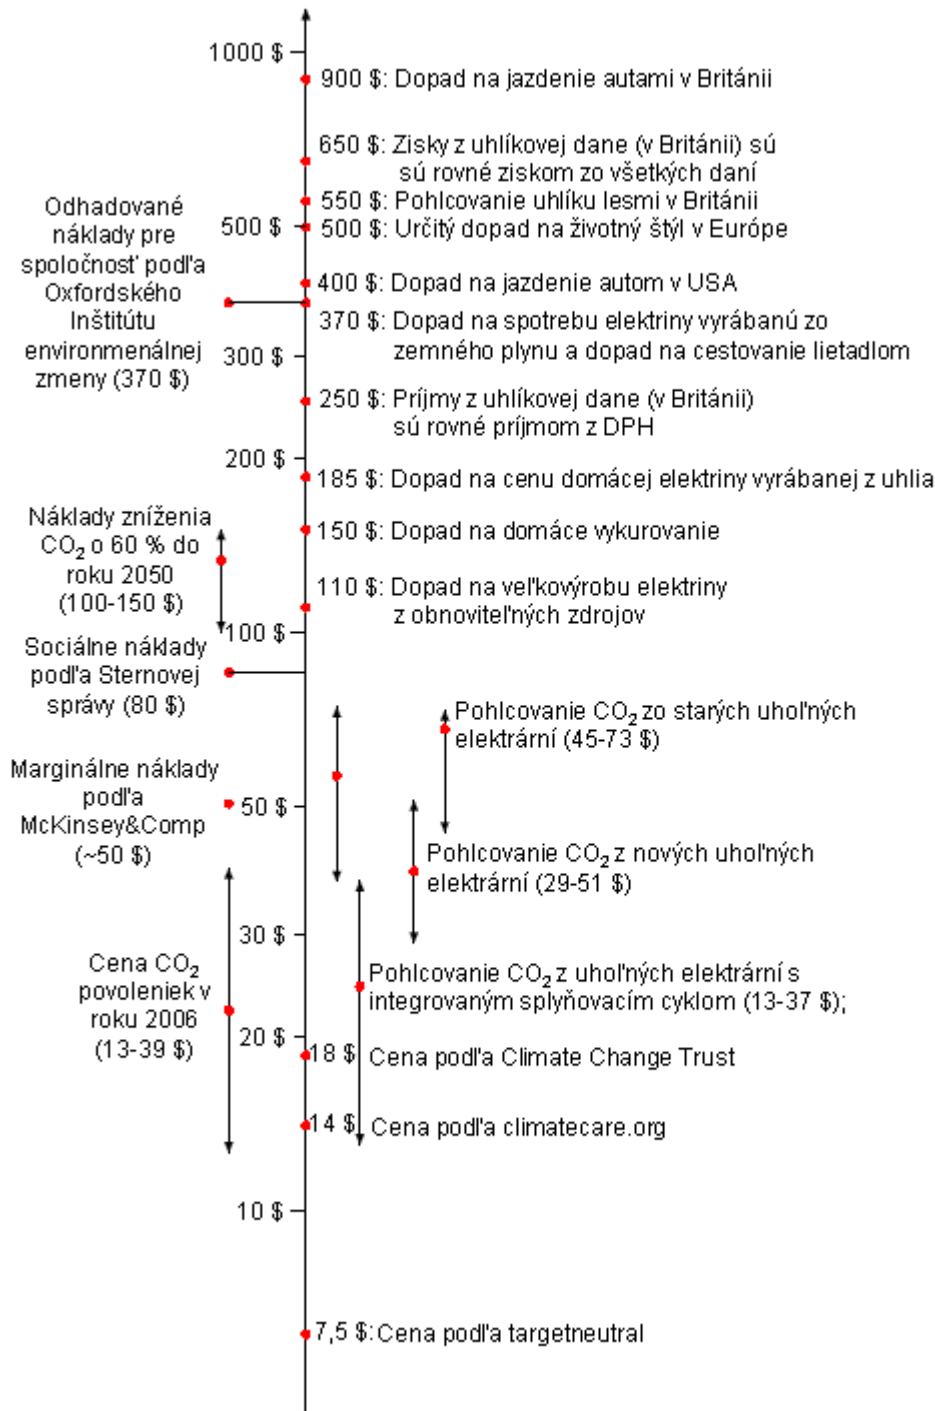 1000 $
900 $: Dopad na jazdenie autami v Británii
650 $: Zisky z uhlíkovej dane (v Británii) sú
sú rovné ziskom zo všetkých daní
550 $: Pohlcovanie uhlíku lesmi v Británii
500 $
500 $: Určitý dopad na životný štýl v Európe
Odhadované
náklady pre
spoločnosť podľa
Oxfordského
Inštitútu
environmenálnej
zmeny (370 $)
400 $: Dopad na jazdenie autom v USA
370 $: Dopad na spotrebu elektriny vyrábanú zo
zemného plynu a dopad na cestovanie lietadlom
300 $
250 $: Príjmy z uhlíkovej dane (v Británii)
sú rovné príjmom z DPH
200 $
185 $: Dopad na cenu domácej elektriny vyrábanej z uhlia
Náklady zníženia
CO2 o 60 % do
roku 2050
(100-150 $)
150 $: Dopad na domáce vykurovanie
110 $: Dopad na veľkovýrobu elektriny
z obnoviteľných zdrojov
100 $
Sociálne náklady
podľa Sternovej
správy (80 $)
Pohlcovanie CO2 zo starých uhoľných
elektrární (45-73 $)
Marginálne náklady
podľa
McKinsey&Comp
(~50 $)
50 $
Pohlcovanie CO2 z nových uhoľných
elektrární (29-51 $)
30 $
Cena CO2
povoleniek v
roku 2006
(13-39 $)
Pohlcovanie CO2 z uhoľných elektrární s
integrovaným splyňovacím cyklom (13-37 $);
20 $
18 $ Cena podľa Climate Change Trust
14 $ Cena podľa climatecare.org
10 $
7,5 $: Cena podľa targetneutral